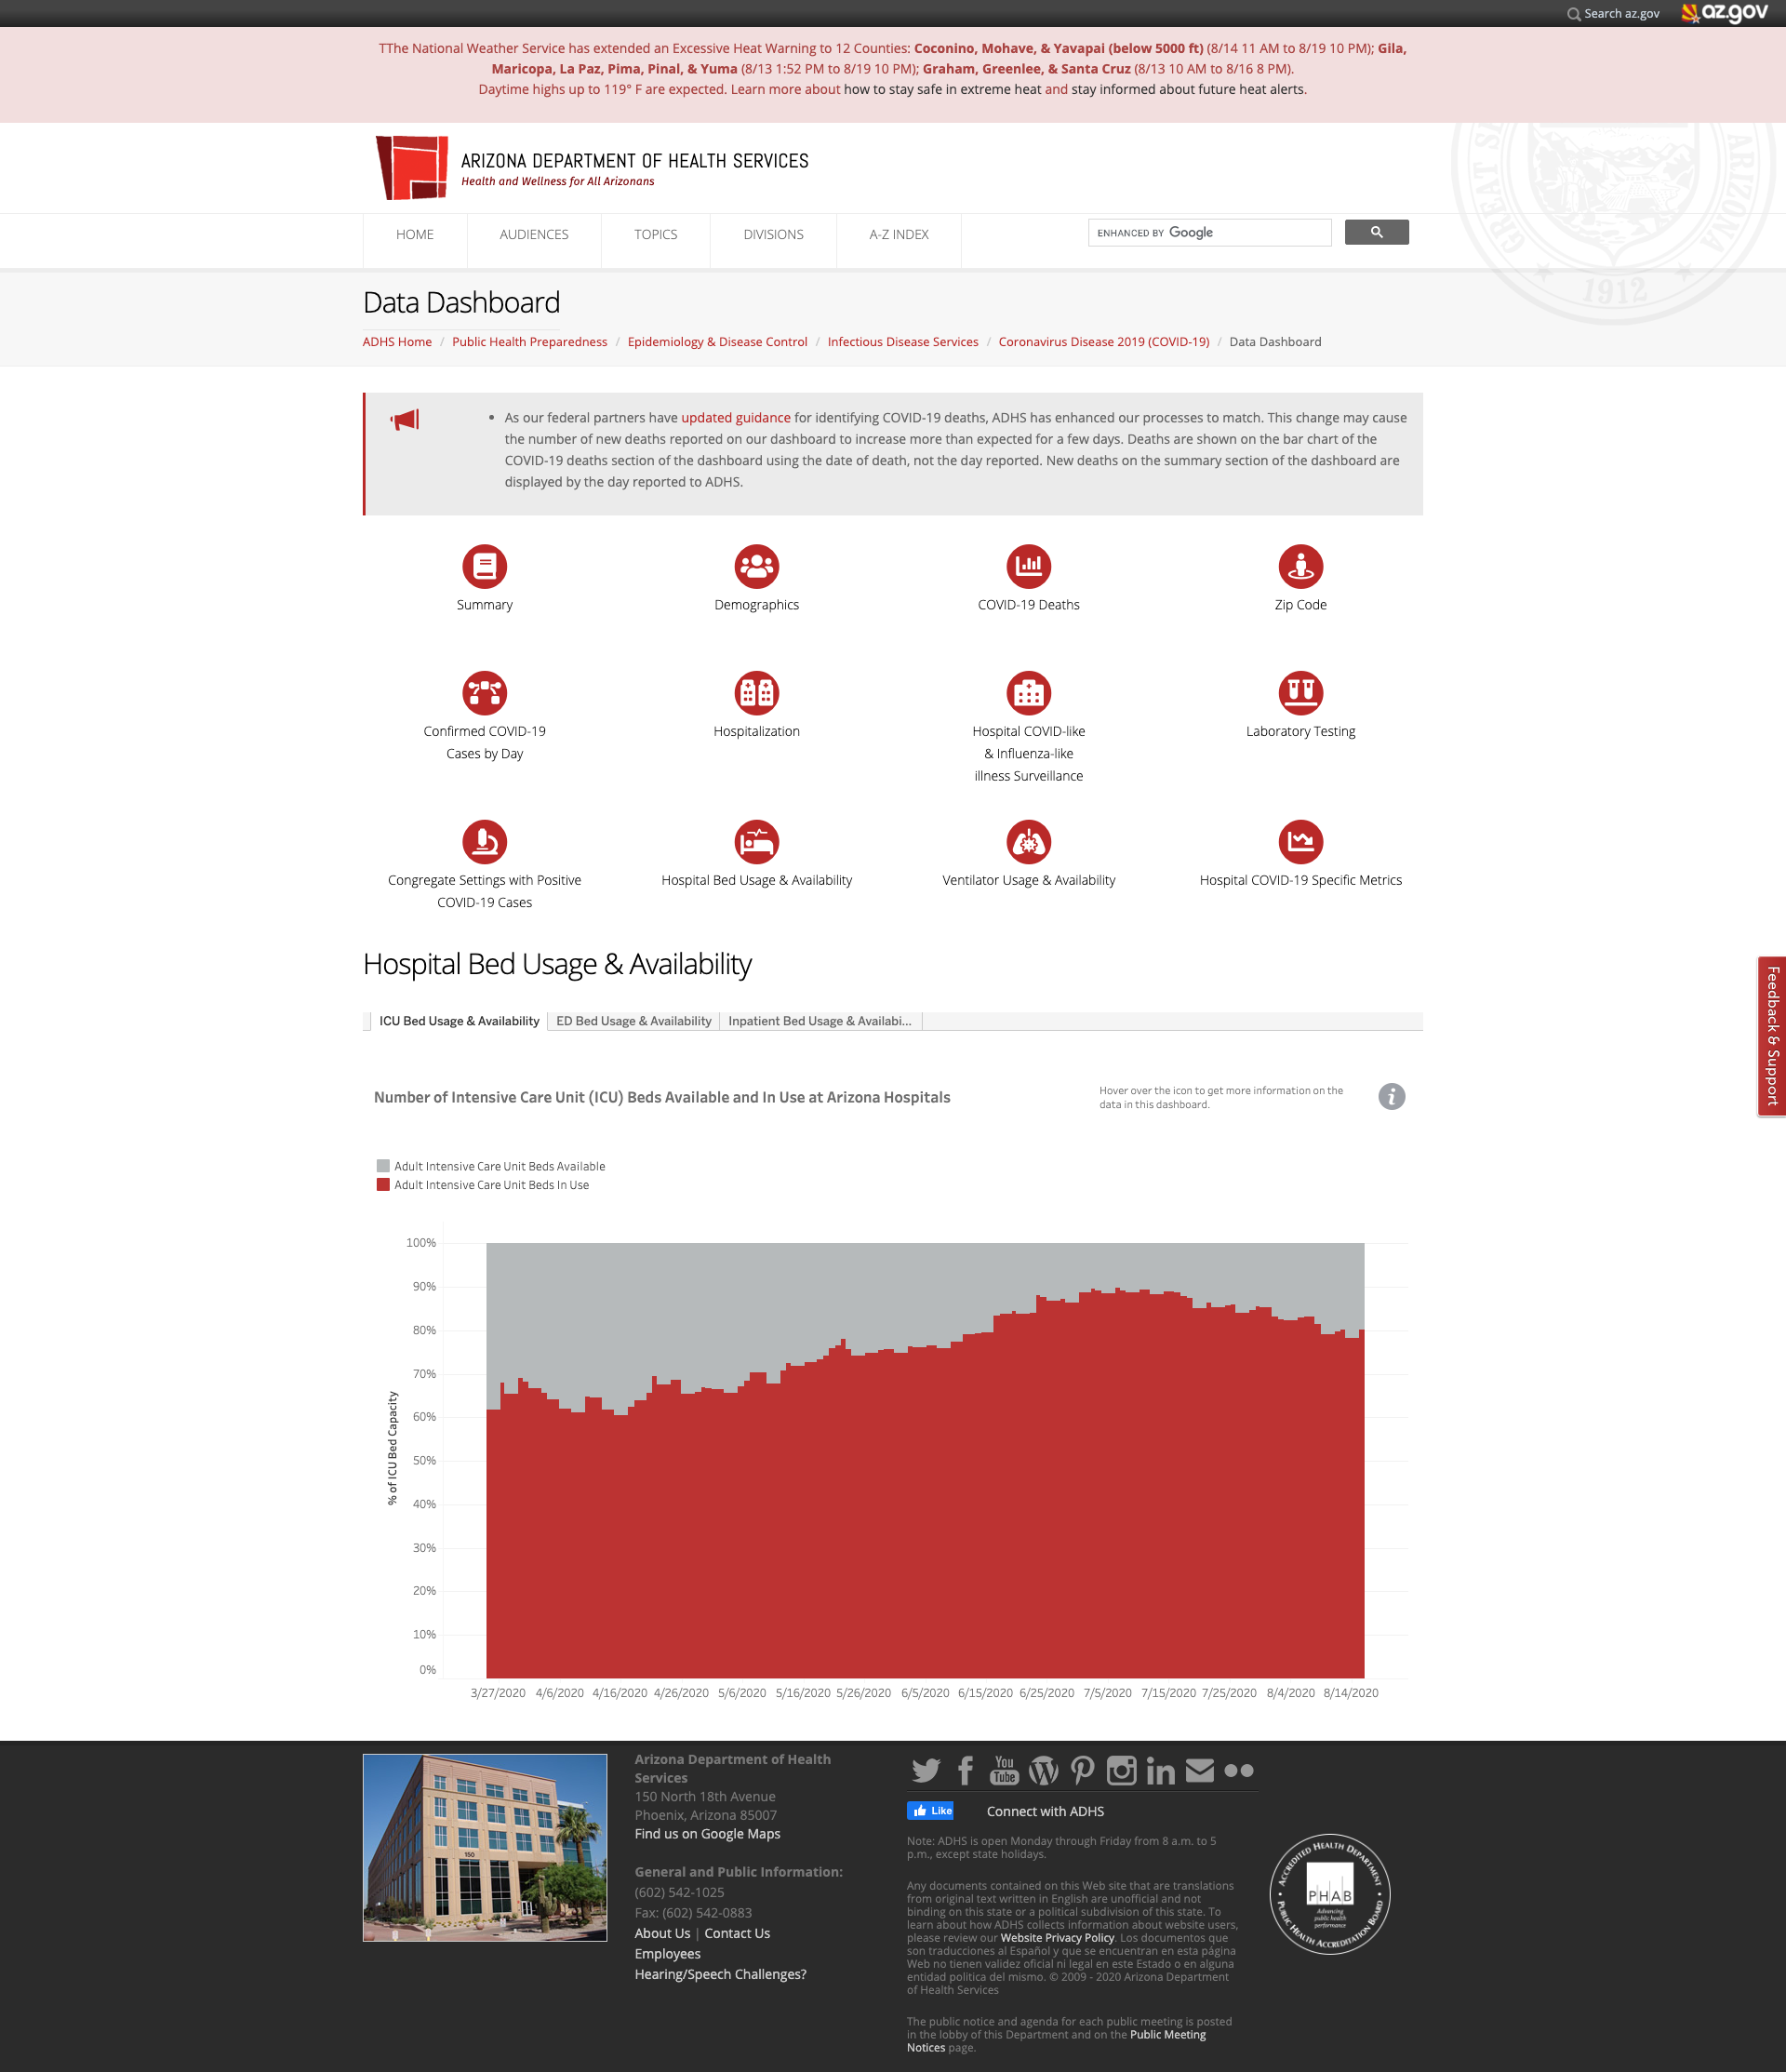 Search az.gov
az.gov
TThe National Weather Service has extended an Excessive Heat Warning to 12 Counties: Coconino, Mohave, & Yavapai (below 5000 ft) (8/14 11 AM to 8/19 10 PM); Gila,
Maricopa, La Paz, Pima, Pinal, & Yuma (8/13 1:52 PM to 8/19 10 PM); Graham, Greenlee, & Santa Cruz (8/13 10 AM to 8/16 8 PM).
Daytime highs up to 119° F are expected. Learn more about how to stay safe in extreme heat and stay informed about future heat alerts.
ARIZONA DEPARTMENT OF HEALTH SERVICES
Health and Wellness for All Arizonans
GREAT S
ARIZONA
1912
HOME
AUDIENCES
TOPICS
DIVISIONS
A-Z INDEX
ENHANCED BY Google
Data Dashboard
ADHS Home / Public Health Preparedness / Epidemiology & Disease Control / Infectious Disease Services / Coronavirus Disease 2019 (COVID-19) / Data Dashboard
• As our federal partners have updated guidance for identifying COVID-19 deaths, ADHS has enhanced our processes to match. This change may cause
the number of new deaths reported on our dashboard to increase more than expected for a few days. Deaths are shown on the bar chart of the
COVID-19 deaths section of the dashboard using the date of death, not the day reported. New deaths on the summary section of the dashboard are
displayed by the day reported to ADHS.
Summary
Demographics
COVID-19 Deaths
Zip Code
Confirmed COVID-19
Cases by Day
Hospitalization
Hospital COVID-like
& Influenza-like
illness Surveillance
Laboratory Testing
Congregate Settings with Positive
COVID-19 Cases
Hospital Bed Usage & Availability
Ventilator Usage & Availability
Hospital COVID-19 Specific Metrics
Feedback & Support
Hospital Bed Usage & Availability
ICU Bed Usage & Availability
ED Bed Usage & Availability
Inpatient Bed Usage & Availabi...
Number of Intensive Care Unit (ICU) Beds Available and In Use at Arizona Hospitals
Hover over the icon to get more information on the
data in this dashboard.
i
Adult Intensive Care Unit Beds Available
Adult Intensive Care Unit Beds In Use
% of ICU Bed Capacity
100%
90%
80%
70%
60%
50%
40%
30%
20%
10%
0%
3/27/2020 4/6/2020 4/16/2020 4/26/2020 5/6/2020 5/16/2020 5/26/2020 6/5/2020 6/15/2020 6/25/2020 7/5/2020 7/15/2020 7/25/2020 8/4/2020 8/14/2020
150
Arizona Department of Health
Services
150 North 18th Avenue
Phoenix, Arizona 85007
Find us on Google Maps
General and Public Information:
(602) 542-1025
Fax: (602) 542-0883
About Us | Contact Us
Employees
Hearing/Speech Challenges?
You Tube
Like
Connect with ADHS
Note: ADHS is open Monday through Friday from 8 a.m. to 5
p.m., except state holidays.
Any documents contained on this Web site that are translations
from original text written in English are unofficial and not
binding on this state or a political subdivision of this state. To
learn about how ADHS collects information about website users,
please review our Website Privacy Policy. Los documentos que
son traducciones al Español y que se encuentran en esta página
Web no tienen validez oficial ni legal en este Estado o en alguna
entidad politica del mismo. © 2009 - 2020 Arizona Department
of Health Services
The public notice and agenda for each public meeting is posted
in the lobby of this Department and on the Public Meeting
Notices page.
ACCREDITED HEALTH DEPARTMENT
PHAB
Advancing
public health
performance
PUBLIC HEALTH ACCREDITATION BOARD